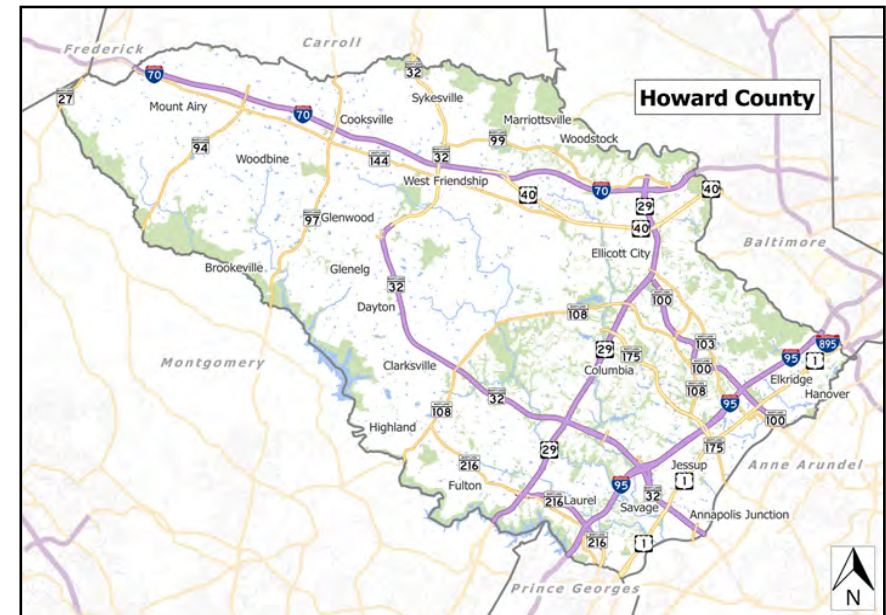 Carroll
Frederick
70
32
27
Mount Airy
Sykesville
Howard County
70
Cooksville
Marriottsville
94
99
Woodstock
Woodbine
144
32
West Friendship
40
70
40
29
97
Glenwood
40
Baltimore
Ellicott City
Brookeville
Glenelg
32
100
Dayton
108
103
895
Montgomery
29
175
95
1
Clarksville
Columbia
100
Elkridge
32
108
Hanover
108
95
100
Highland
29
175
216
Jessup
Anne Arundel
Fulton
95
1
216
Laurel
32
Savage
Annapolis Junction
216
1
Prince Georges
N